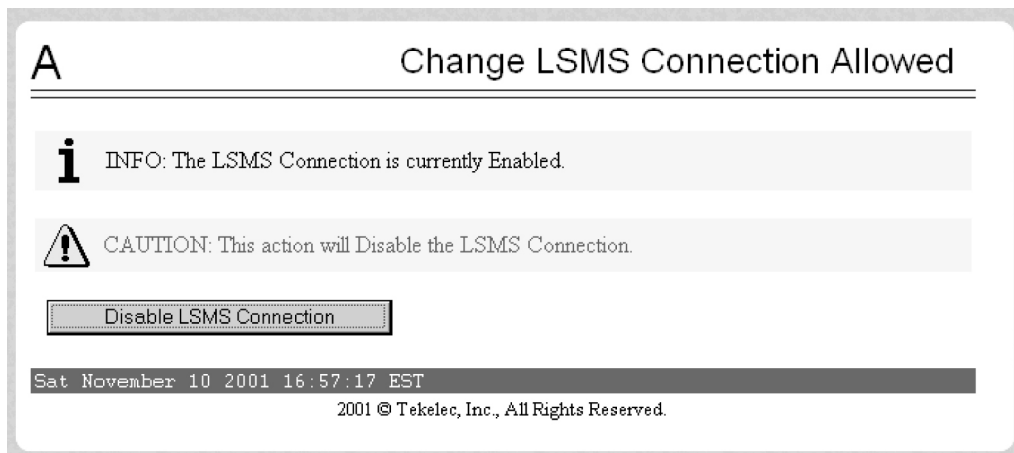 A
Change LSMS Connection Allowed
INFO: The LSMS Connection is currently Enabled.
CAUTION: This action will Disable the LSMS Connection.
Disable LSMS Connection
Sat November 10 2001 16:57:17 EST
2001 © Tekelec, Inc., All Rights Reserved.